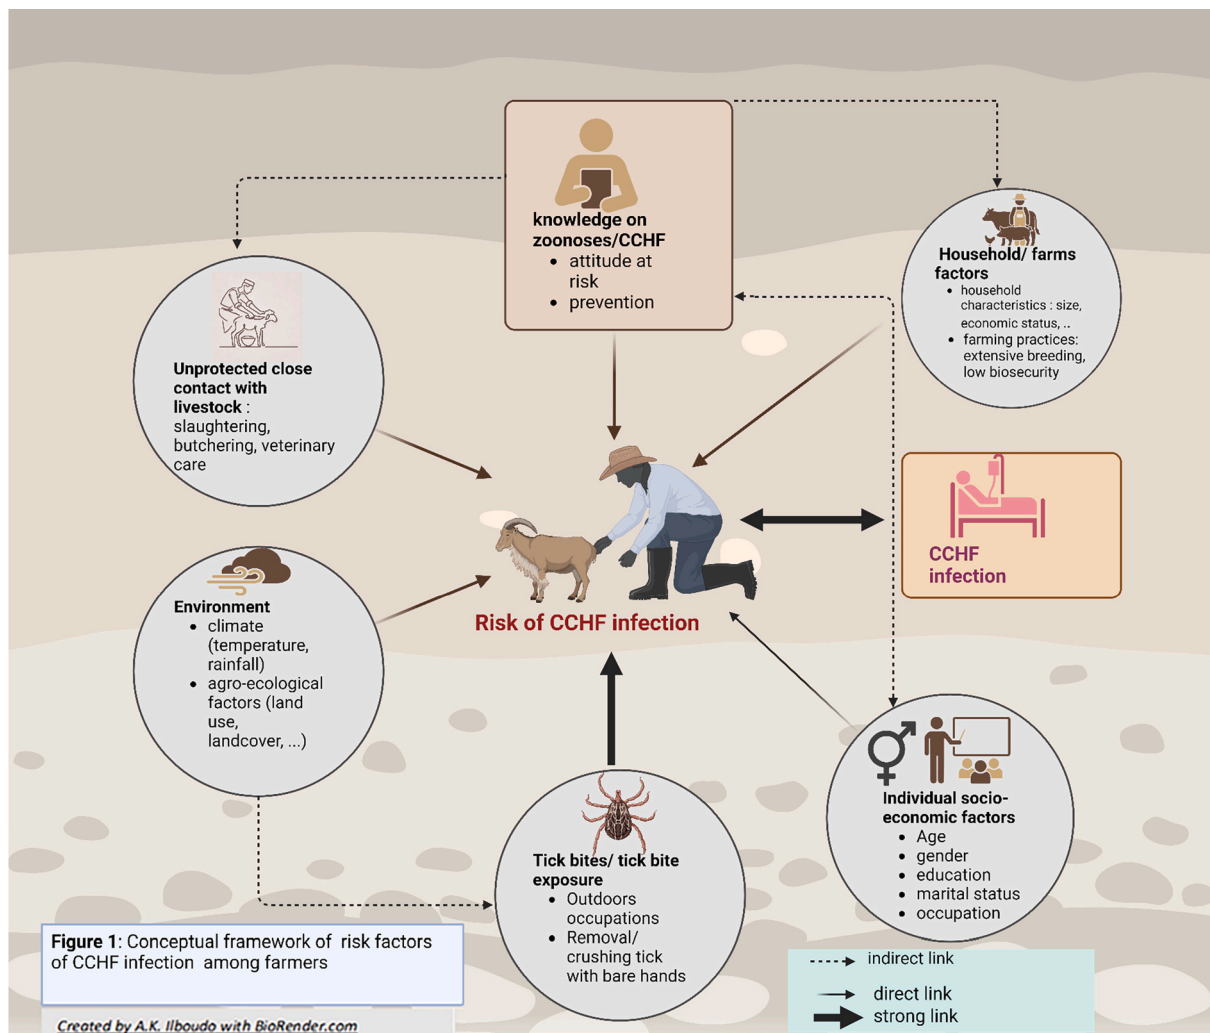 knowledge on
zoonoses/CCHF
• attitude at
risk
• prevention
Household/ farms
factors
• household
characteristics : size,
economic status, ..
• farming practices:
extensive breeding,
low biosecurity
Unprotected close
contact with
livestock :
slaughtering,
butchering, veterinary
care
CCHF
infection
Environment
• climate
(temperature,
rainfall)
• agro-ecological
factors (land
use,
landcover, ...)
Risk of CCHF infection
Individual socio-
economic factors
• Age
• gender
• education
• marital status
• occupation
Tick bites/ tick bite
exposure
• Outdoors
occupations
• Removal/
crushing tick
with bare hands
Figure 1: Conceptual framework of risk factors
of CCHF infection among farmers
Created by A.K. Ilboudo with BioRender.com
indirect link
direct link
strong link